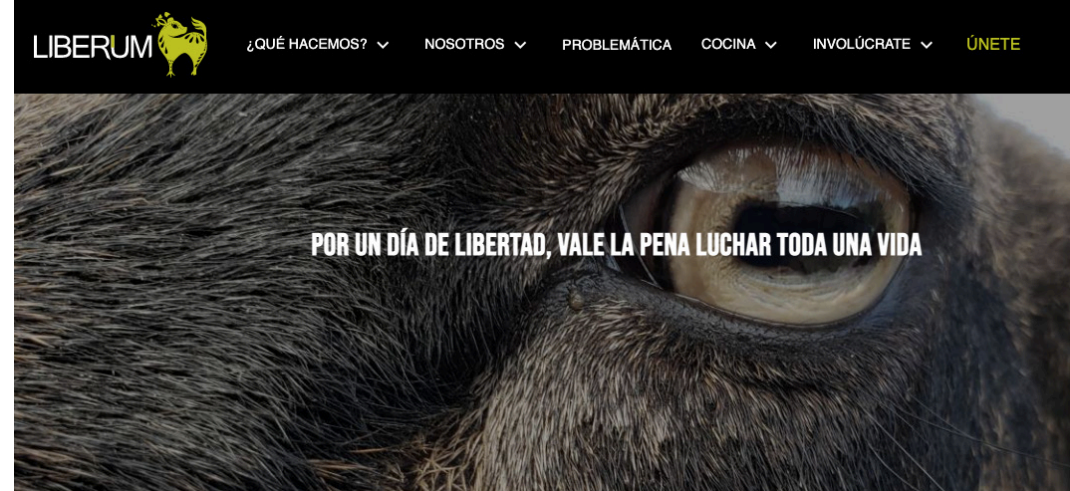 LIBERUM
¿QUÉ HACEMOS? NOSOTROS PROBLEMÁTICA COCINA INVOLÚCRATE ÚNETE
POR UN DÍA DE LIBERTAD, VALE LA PENA LUCHAR TODA UNA VIDA